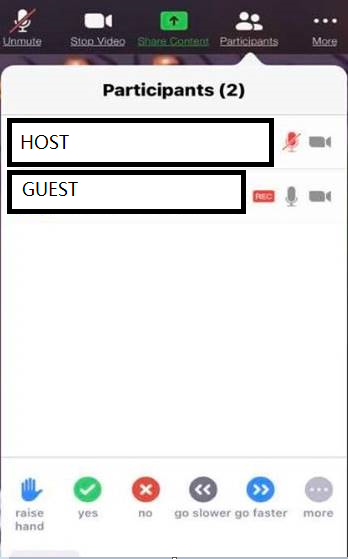 Unmute Stop Video Share Content Participants More
Participants (2)
HOST
GUEST
REC
raise hand yes no go slower go faster more